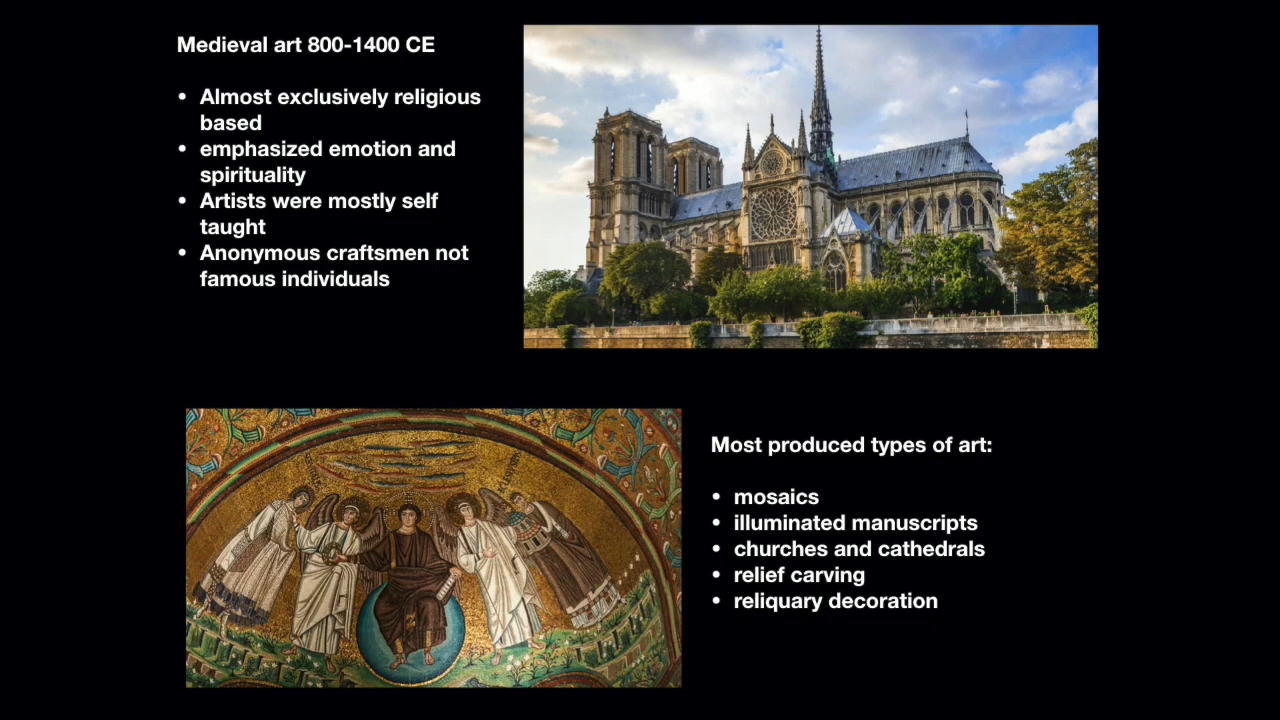 Medieval art 800-1400 CE
• Almost exclusively religious
based
• emphasized emotion and
spirituality
• Artists were mostly self
taught
• Anonymous craftsmen not
famous individuals
Most produced types of art:
• mosaics
• illuminated manuscripts
• churches and cathedrals
• relief carving
• reliquary decoration